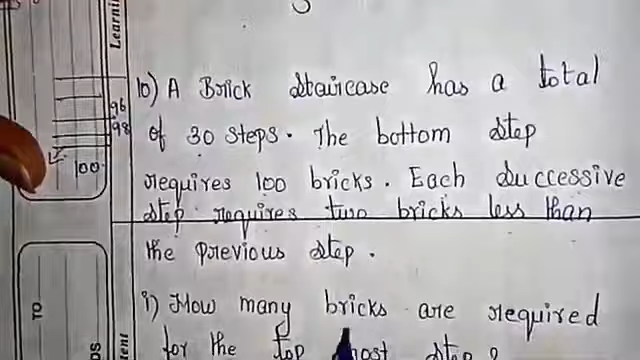 Learni
10) A Brick staircase has a total
of 30 steps. The bottom step
requires 100 bricks. Each successive
step requires two bricks less than
the previous step.
i) How many bricks are required
for the top most step?
96
98
100
TO